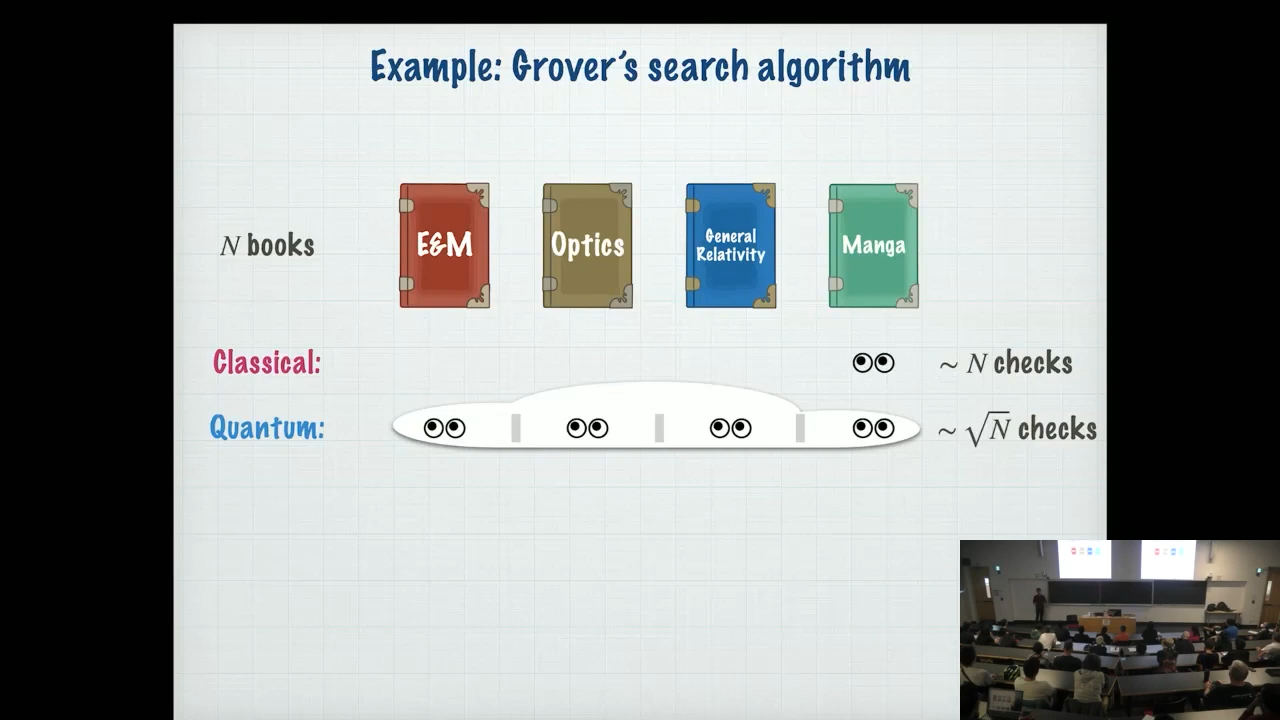 Example: Grover's search algorithm
N books
E&M
Optics
General
Relativity
Manga
Classical:
~ N checks
Quantum:
~ √N checks